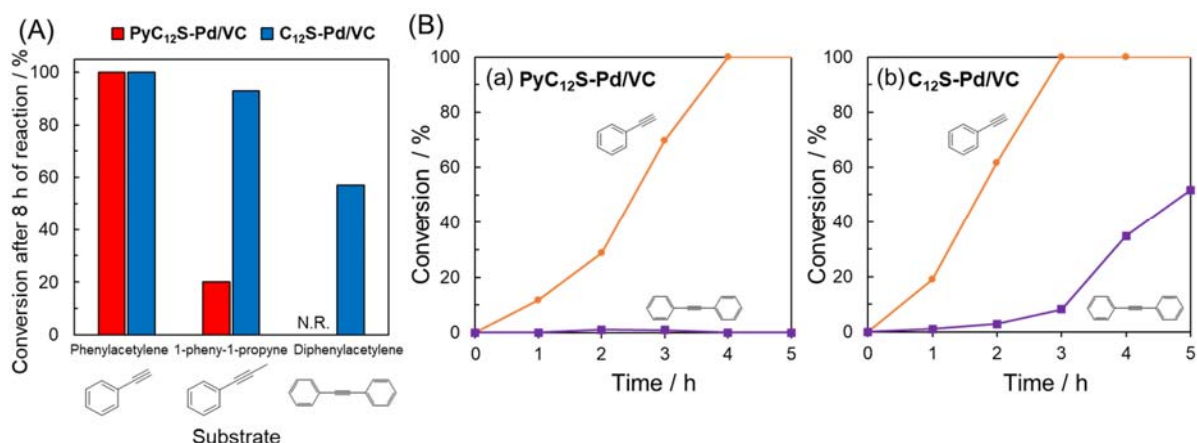 (A)
PyC₁₂S-Pd/VC C₁₂S-Pd/VC
Conversion after 8 h of reaction / %
100
80
60
40
20
0
N.R.
Phenylacetylene 1-pheny-1-propyne Diphenylacetylene
Substrate
(B)
(a) PyC₁₂S-Pd/VC
Conversion / %
100
80
60
40
20
0
0 1 2 3 4 5
Time / h
(b) C₁₂S-Pd/VC
Conversion / %
100
80
60
40
20
0
0 1 2 3 4 5
Time / h